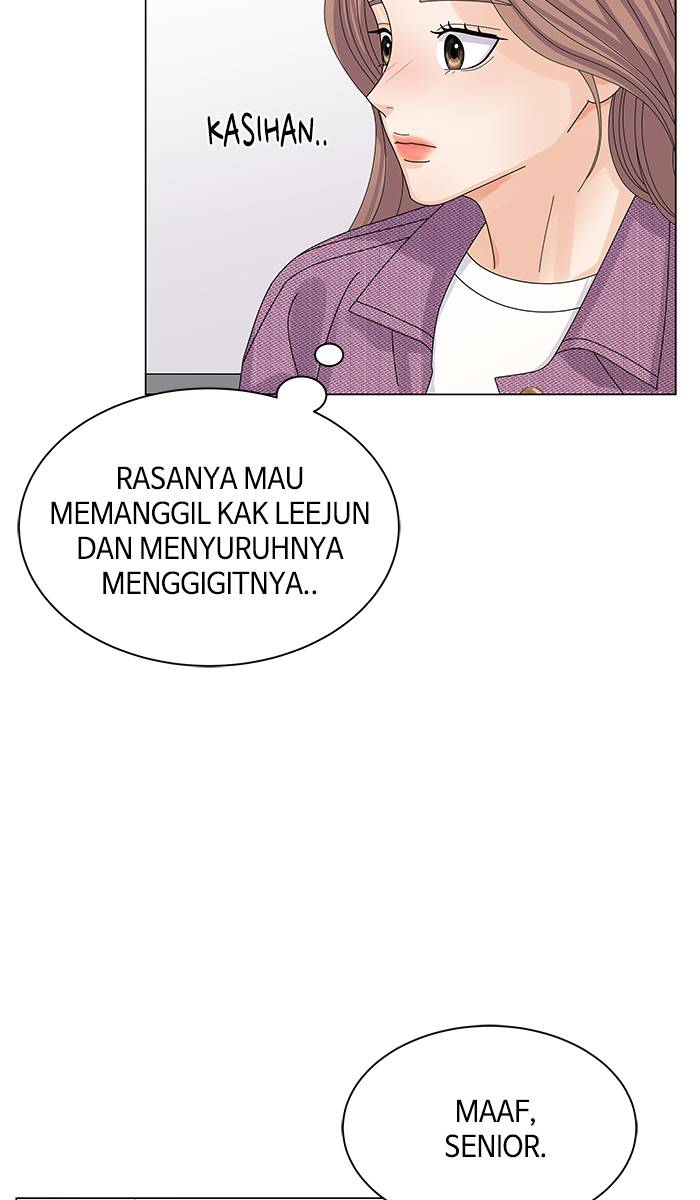 KASIHAN..
RASANYA MAU
MEMANGGIL KAK LEEJUN
DAN MENYURUHNYA
MENGGIGITNYA..
MAAF,
SENIOR.